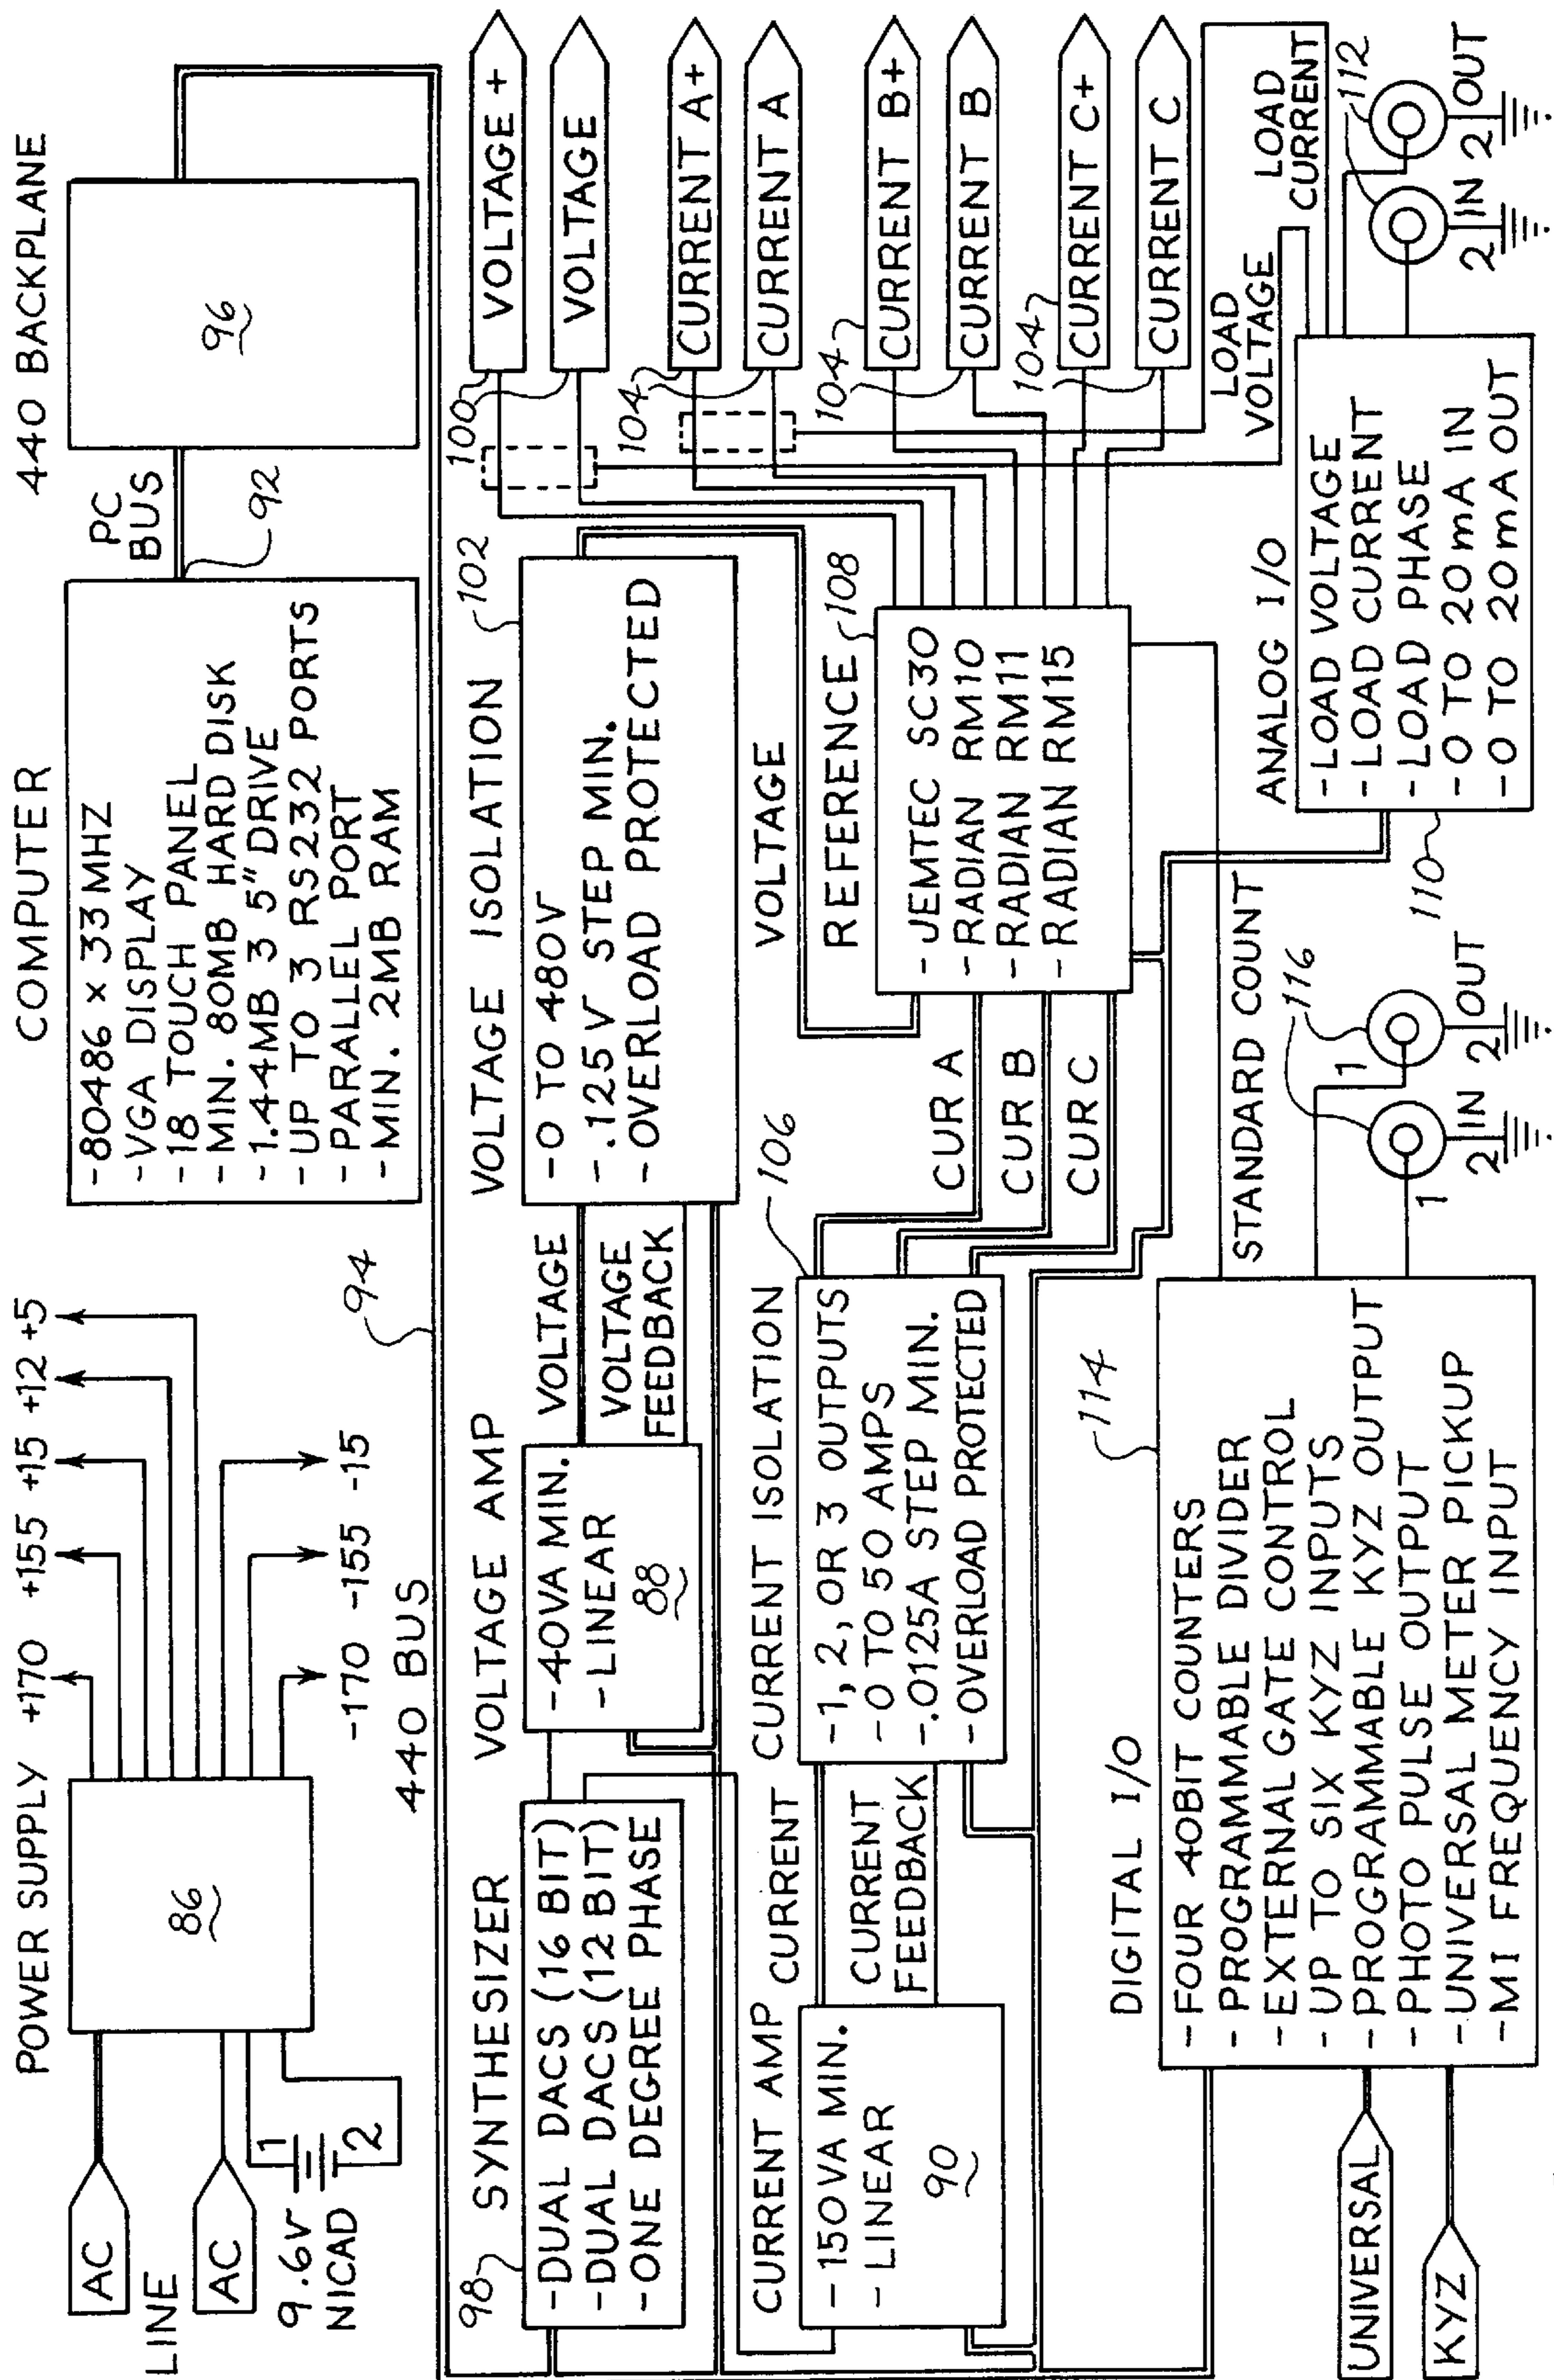 POWER SUPPLY
+170
+155
+15
+12
+5
AC
LINE
AC
9.6V
NICAD
1
2
86
-170
-155
-15
COMPUTER
-80486 × 33 MHZ
-VGA DISPLAY
-18 TOUCH PANEL
-MIN. 80MB HARD DISK
-1.44MB 3 5" DRIVE
-UP TO 3 RS232 PORTS
-PARALLEL PORT
-MIN. 2MB RAM
PC
BUS
92
440 BACKPLANE
96
440 BUS
94
98
SYNTHESIZER
-DUAL DACS (16 BIT)
-DUAL DACS (12 BIT)
-ONE DEGREE PHASE
VOLTAGE AMP
-40VA MIN.
-LINEAR
88
VOLTAGE
VOLTAGE
FEEDBACK
VOLTAGE ISOLATION
102
-0 TO 480V
-.125V STEP MIN.
-OVERLOAD PROTECTED
VOLTAGE
100
VOLTAGE +
VOLTAGE
104
CURRENT A+
CURRENT A
104
CURRENT B+
CURRENT B
104
CURRENT C+
CURRENT C
CURRENT AMP
-150VA MIN.
-LINEAR
90
CURRENT
CURRENT
FEEDBACK
CURRENT ISOLATION
106
-1, 2, OR 3 OUTPUTS
-0 TO 50 AMPS
-.0125A STEP MIN.
-OVERLOAD PROTECTED
CUR A
CUR B
CUR C
REFERENCE
108
-JEMTEC SC30
-RADIAN RM10
-RADIAN RM11
-RADIAN RM15
LOAD
VOLTAGE
LOAD
CURRENT
DIGITAL I/O
114
-FOUR 40BIT COUNTERS
-PROGRAMMABLE DIVIDER
-EXTERNAL GATE CONTROL
-UP TO SIX KYZ INPUTS
-PROGRAMMABLE KYZ OUTPUT
-PHOTO PULSE OUTPUT
-UNIVERSAL METER PICKUP
-MI FREQUENCY INPUT
UNIVERSAL
KYZ
STANDARD COUNT
116
1
1
2
IN
2
OUT
ANALOG I/O
110
-LOAD VOLTAGE
-LOAD CURRENT
-LOAD PHASE
-0 TO 20mA IN
-0 TO 20mA OUT
112
2
IN
2
OUT